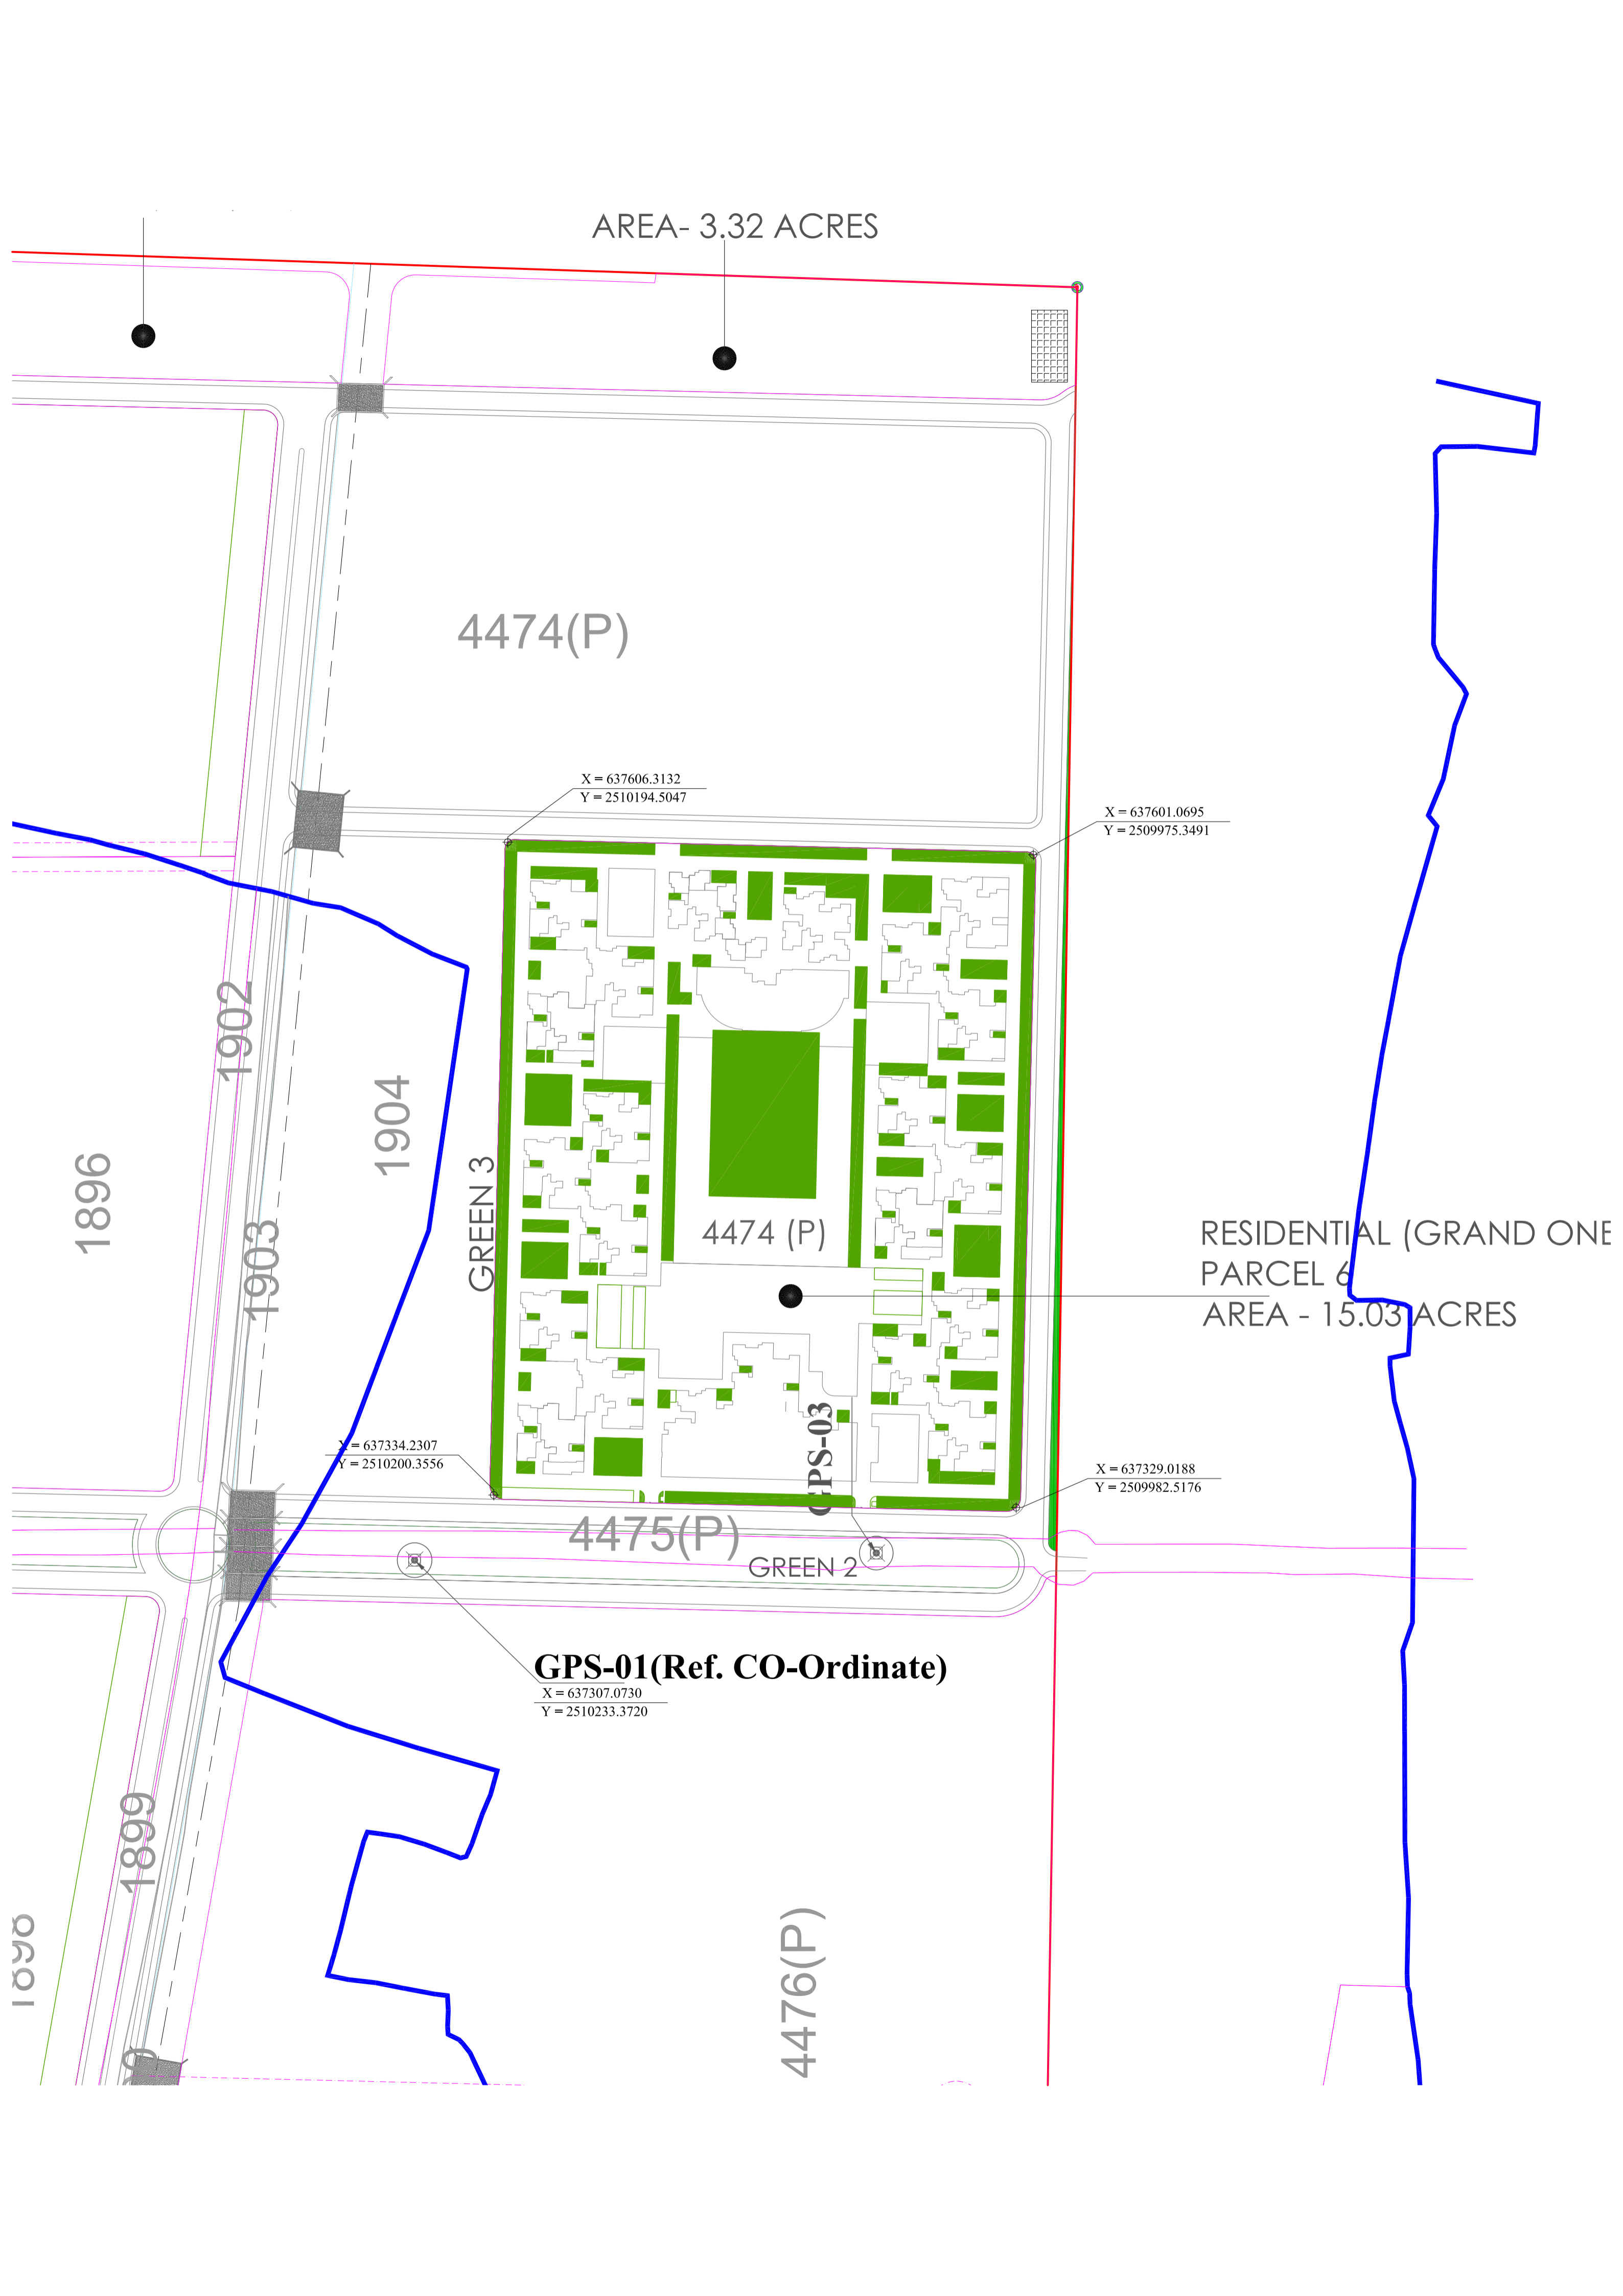 AREA- 3.32 ACRES
4474(P)
X = 637606.3132
Y = 2510194.5047
X = 637601.0695
Y = 2509975.3491
1902
1904
1896
1903
GREEN 3
4474 (P)
RESIDENTIAL (GRAND ONE
PARCEL 6
AREA - 15.03 ACRES
GPS-03
X = 637334.2307
Y = 2510200.3556
X = 637329.0188
Y = 2509982.5176
4475(P)
GREEN 2
GPS-01(Ref. CO-Ordinate)
X = 637307.0730
Y = 2510233.3720
1899
1898
4476(P)